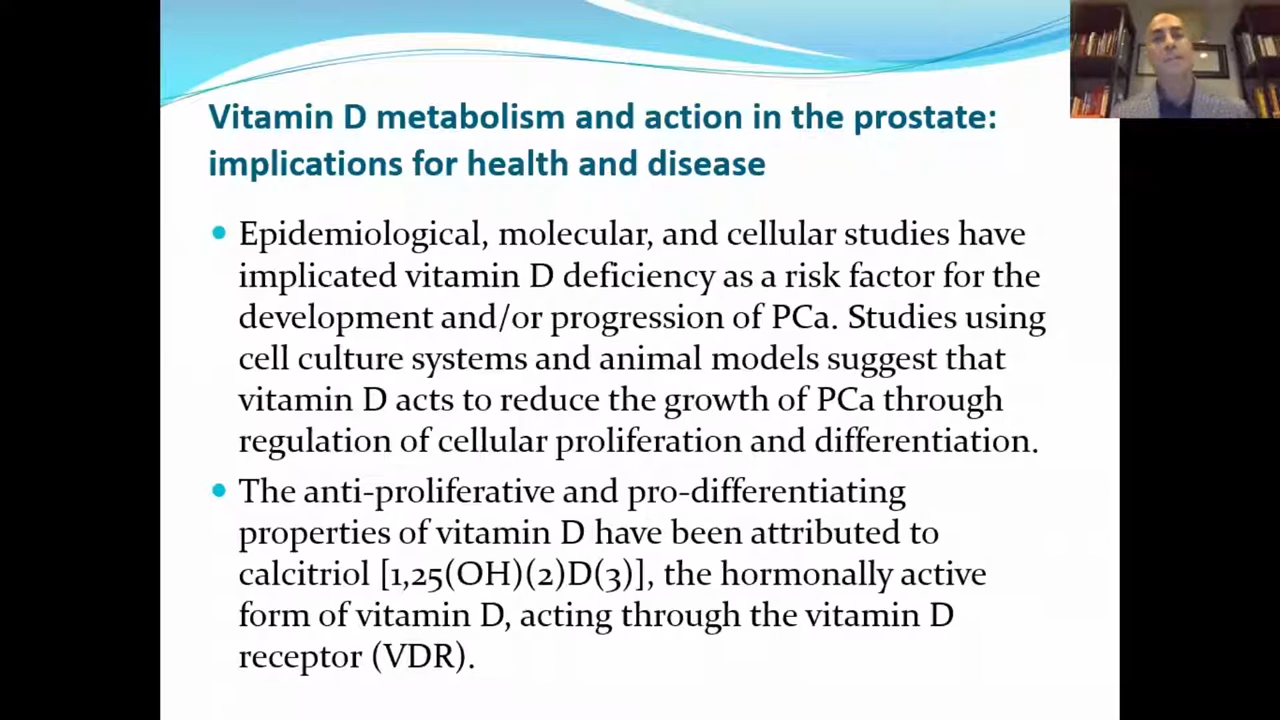 Vitamin D metabolism and action in the prostate:
implications for health and disease
• Epidemiological, molecular, and cellular studies have
implicated vitamin D deficiency as a risk factor for the
development and/or progression of PCa. Studies using
cell culture systems and animal models suggest that
vitamin D acts to reduce the growth of PCa through
regulation of cellular proliferation and differentiation.
• The anti-proliferative and pro-differentiating
properties of vitamin D have been attributed to
calcitriol [1,25(OH)(2)D(3)], the hormonally active
form of vitamin D, acting through the vitamin D
receptor (VDR).